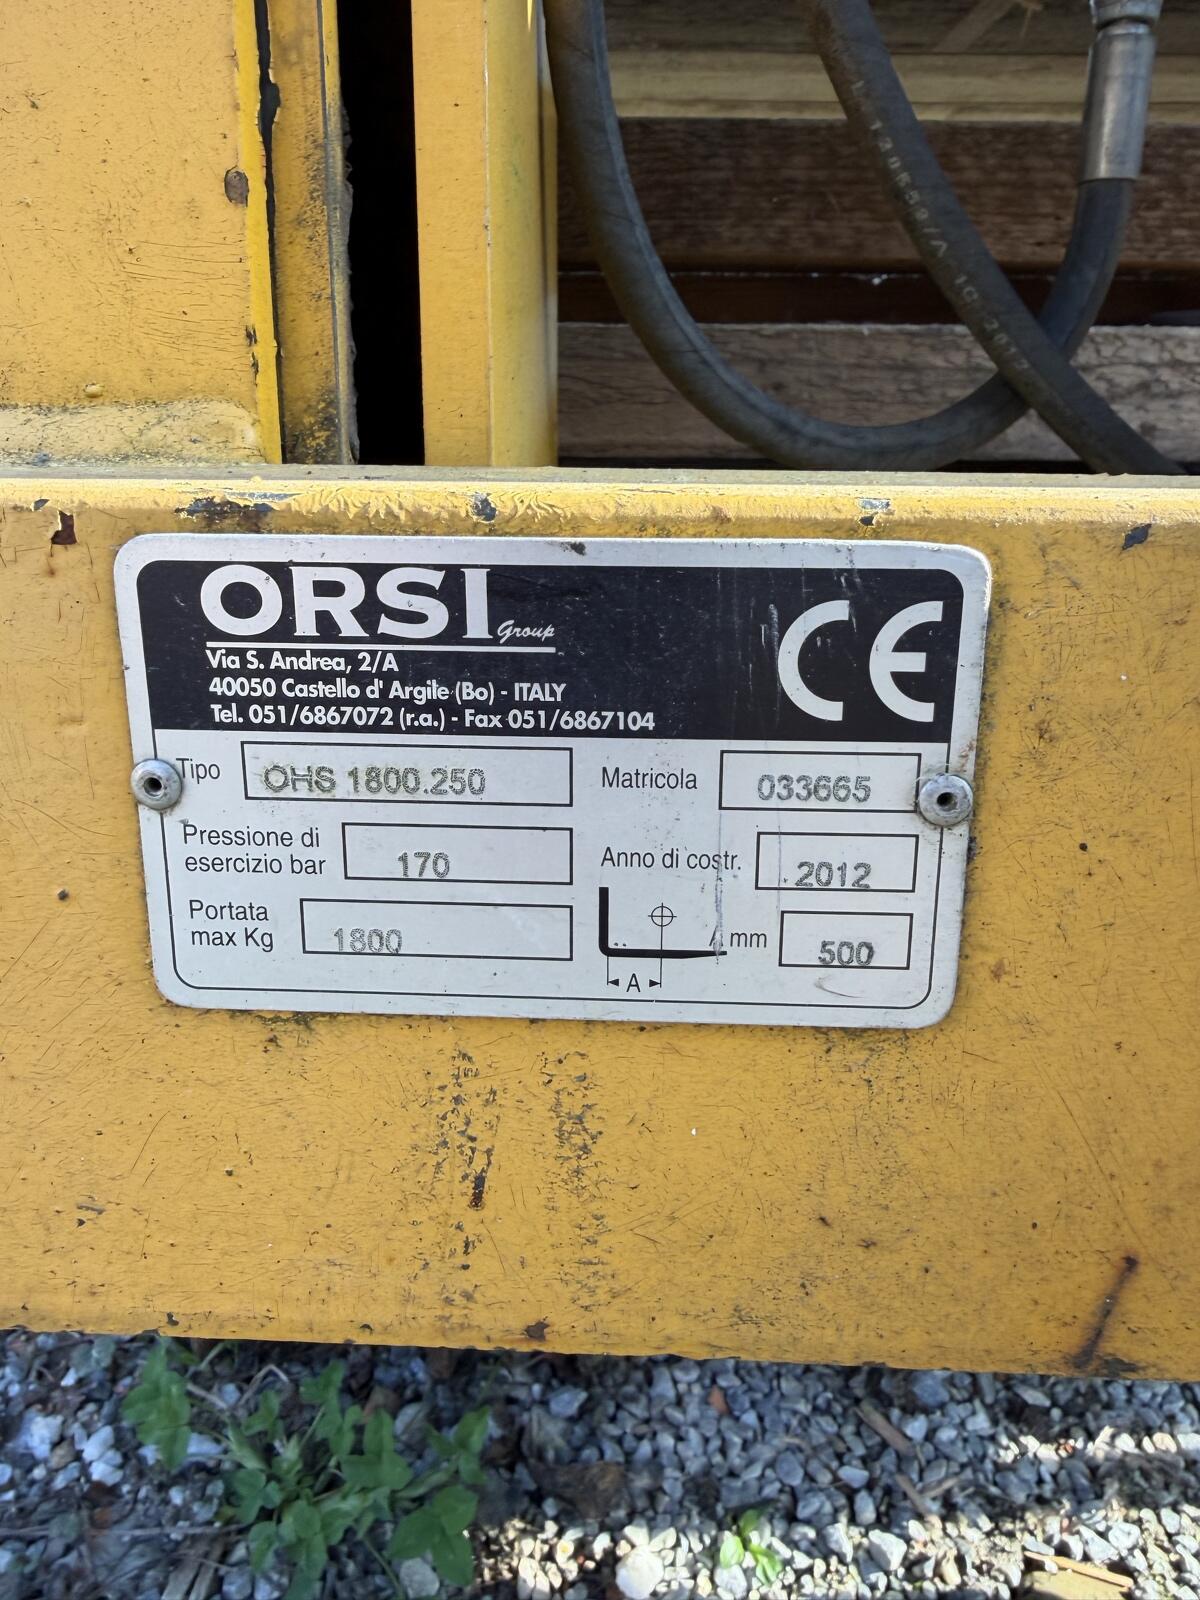 ORSI Group
Via S. Andrea, 2/A
40050 Castello d' Argile (Bo) - ITALY
Tel. 051/6867072 (r.a.) - Fax 051/6867104
CE
Tipo OHS 1800.250
Matricola 033665
Pressione di
esercizio bar 170
Anno di costr. 2012
Portata
max Kg 1800
A mm 500
A